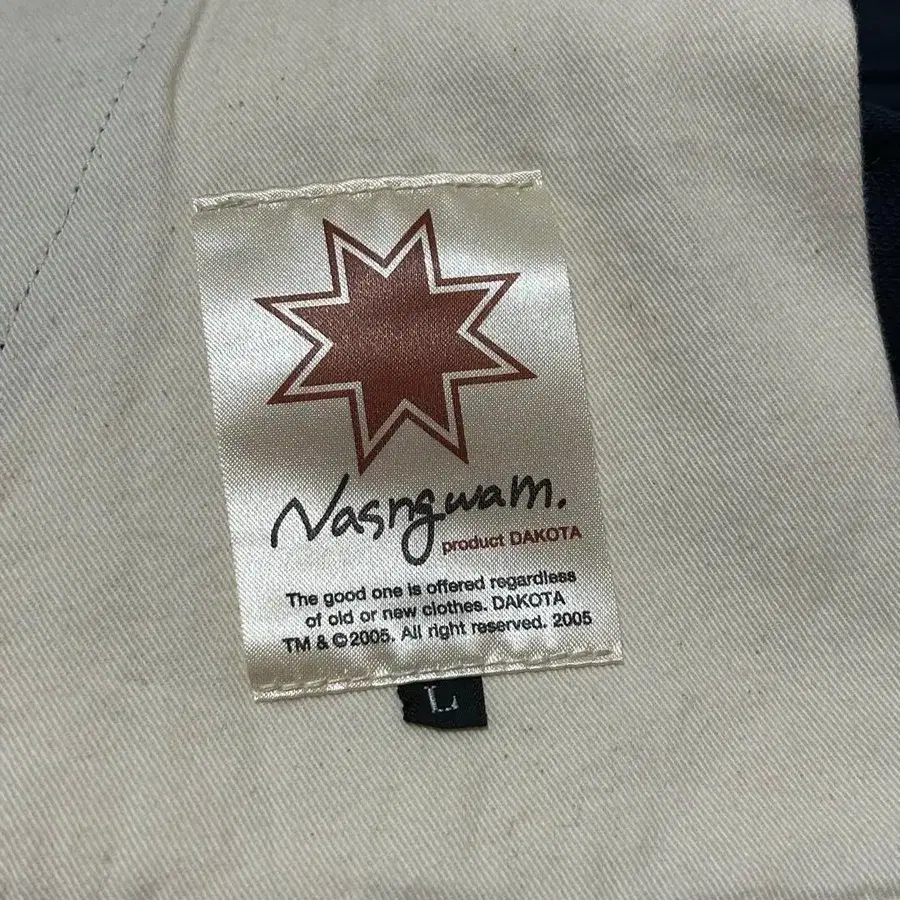 Nasngwam.
product DAKOTA
The good one is offered regardless
of old or new clothes. DAKOTA
TM & ©2005. All right reserved. 2005
L